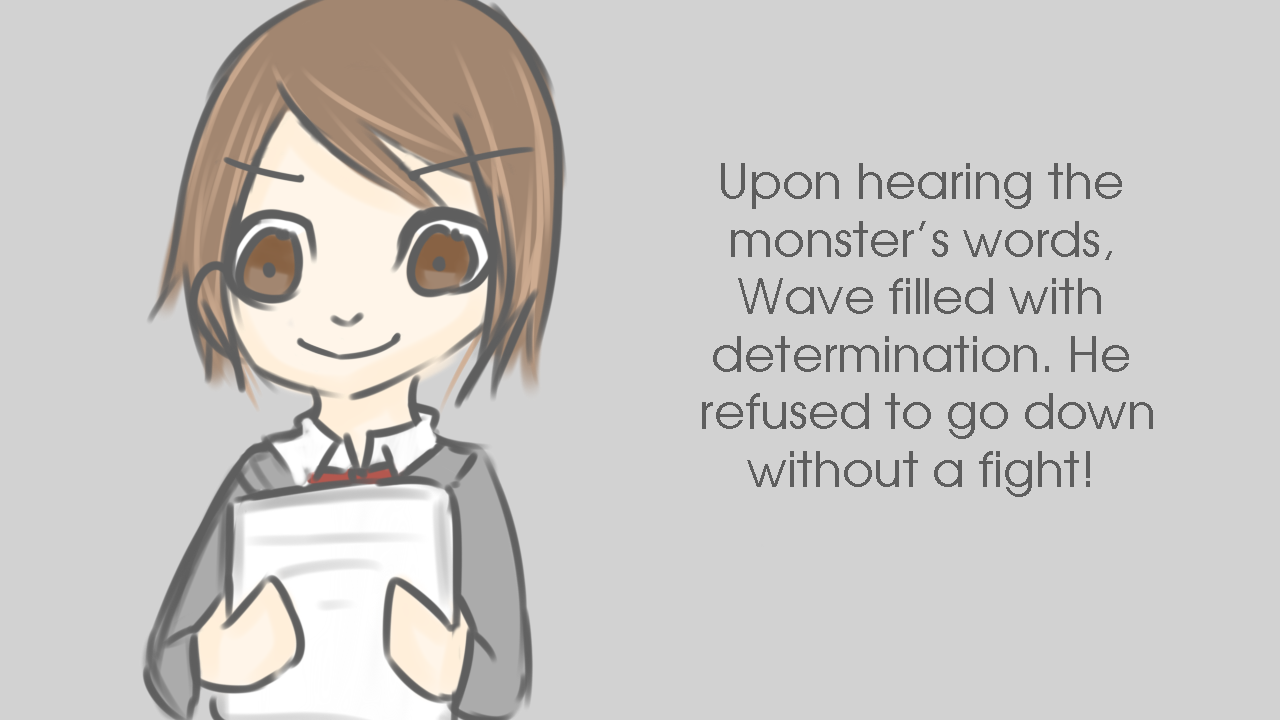 Upon hearing the
monster’s words,
Wave filled with
determination. He
refused to go down
without a fight!